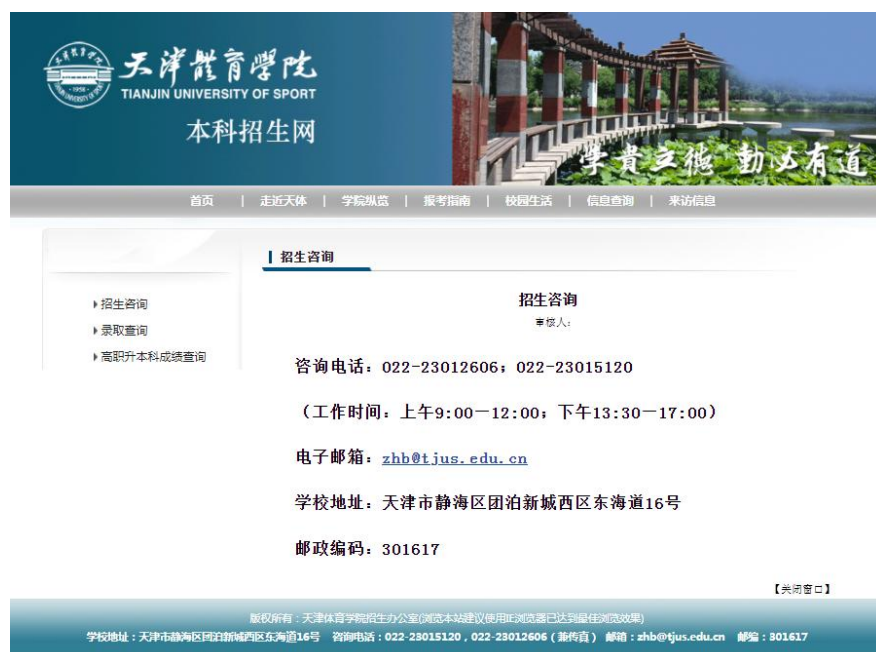 天津體育學院
TIANJIN UNIVERSITY OF SPORT
本科招生网
學貴立德 動必有道
首页 | 走近天体 | 学院纵览 | 报考指南 | 校园生活 | 信息查询 | 来访信息
招生咨询
招生咨询
录取查询
高职升本科成绩查询
招生咨询
审核人:
咨询电话：022-23012606；022-23015120
（工作时间：上午9:00—12:00；下午13:30—17:00）
电子邮箱：zhb@tjus.edu.cn
学校地址：天津市静海区团泊新城西区东海道16号
邮政编码：301617
【关闭窗口】
版权所有：天津体育学院招生办公室(浏览本站建议使用IE浏览器已达到最佳浏览效果)
学校地址：天津市静海区团泊新城西区东海道16号 咨询电话：022-23015120，022-23012606（兼传真） 邮箱：zhb@tjus.edu.cn 邮编：301617